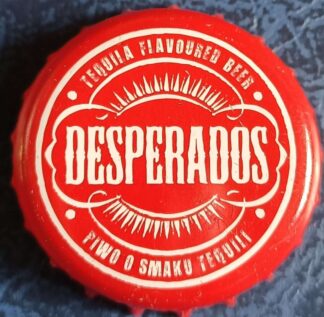 TEQUILA FLAVOURED BEER
DESPERADOS
PIWO O SMAKU TEQUILI